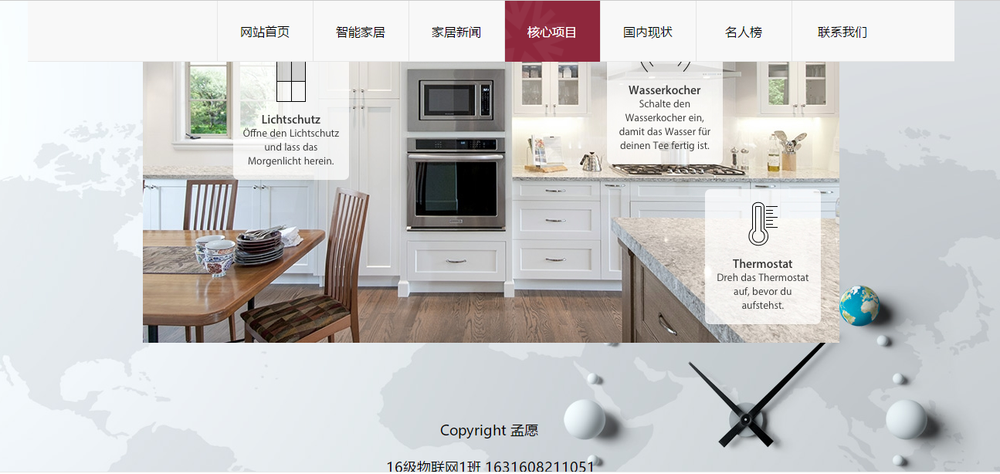 网站首页
智能家居
家居新闻
核心项目
国内现状
名人榜
联系我们
Lichtschutz
Öffne den Lichtschutz
und lass das
Morgenlicht herein.
Wasserkocher
Schalte den
Wasserkocher ein,
damit das Wasser für
deinen Tee fertig ist.
Thermostat
Dreh das Thermostat
auf, bevor du
aufstehst.
Copyright 孟愿
16级物联网1班 1631608211051